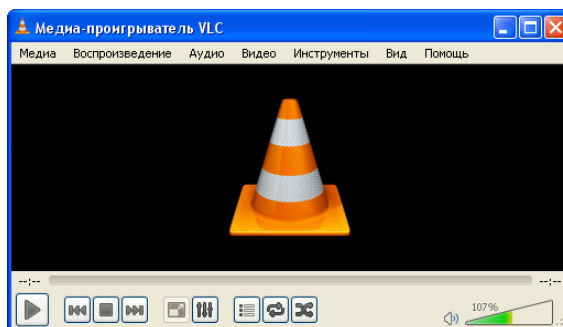 Медиа-проигрыватель VLC
Медиа Воспроизведение Аудио Видео Инструменты Вид Помощь
--:-- --:--
107%